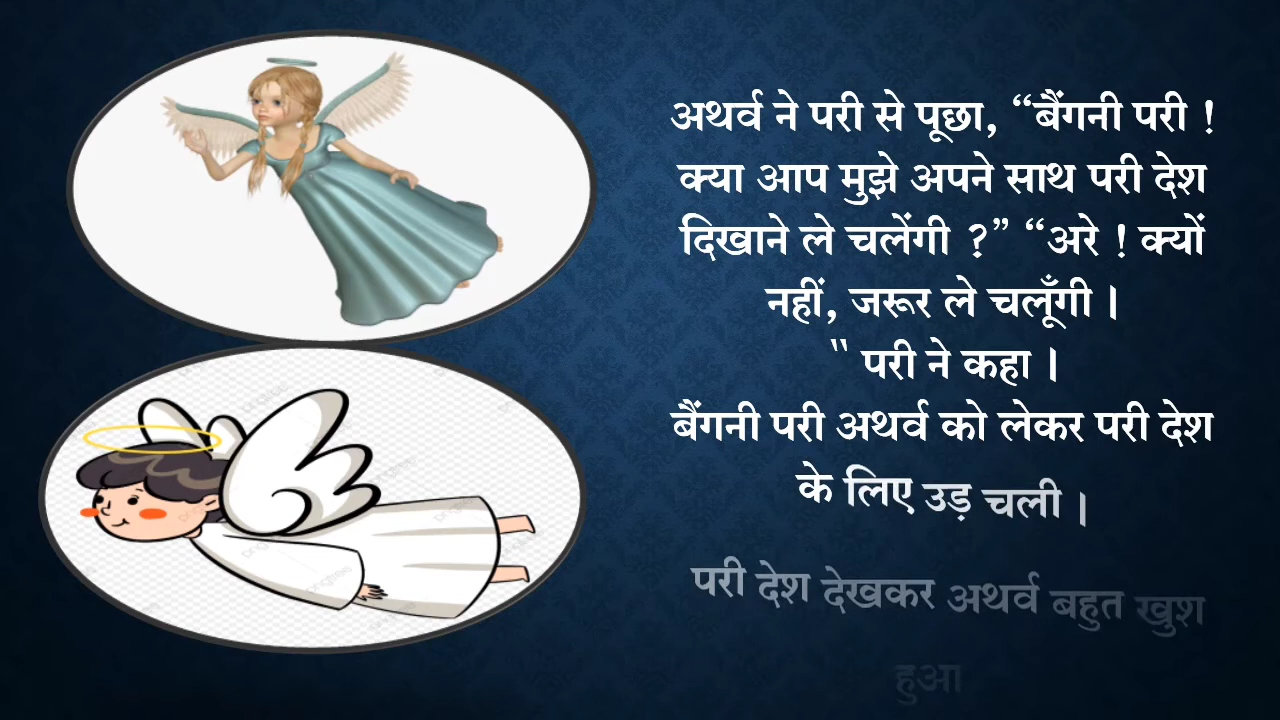 अथर्व ने परी से पूछा, “बैंगनी परी !
क्या आप मुझे अपने साथ परी देश
दिखाने ले चलेंगी ?” “अरे ! क्यों
नहीं, जरूर ले चलूँगी ।
" परी ने कहा ।
बैंगनी परी अथर्व को लेकर परी देश
के लिए उड़ चली ।
परी देश देखकर अथर्व बहुत खुश
हुआ